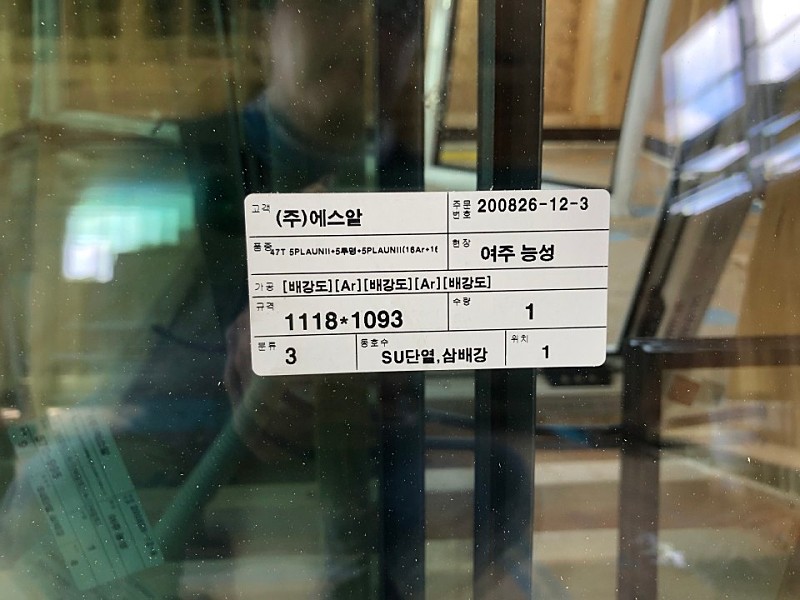 고객 (주)에스알 주문번호 200826-12-3
품종 47T 5PLAUNII+5투명+5PLAUNII(16Ar+16 현장 여주 능성
가공 [배강도][Ar][배강도][Ar][배강도]
규격 1118*1093 수량 1
분류 3 동호수 SU단열,삼배강 위치 1